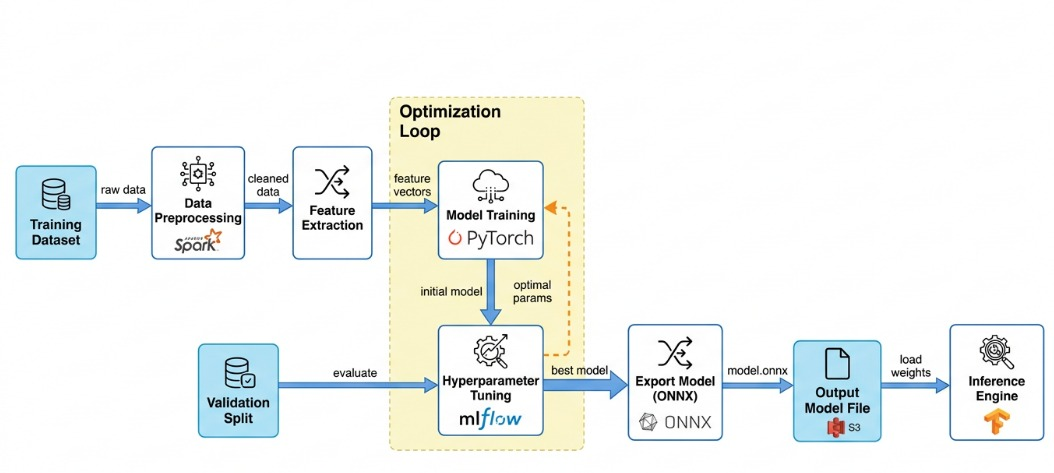 Optimization
Loop
Training
Dataset
raw data
Data
Preprocessing
APACHE
Spark
cleaned
data
Feature
Extraction
feature
vectors
Model Training
PyTorch
initial model
optimal
params
Validation
Split
evaluate
Hyperparameter
Tuning
mlflow
best model
Export Model
(ONNX)
ONNX
model.onnx
Output
Model File
S3
load
weights
Inference
Engine